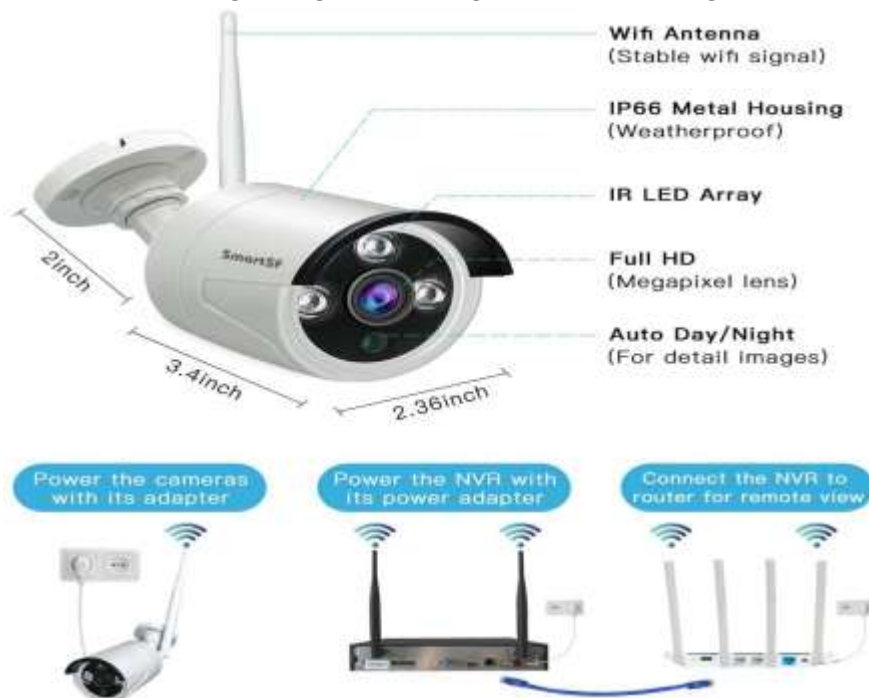 Wifi Antenna
(Stable wifi signal)
IP66 Metal Housing
(Weatherproof)
IR LED Array
SmartSF
Full HD
(Megapixel lens)
Auto Day/Night
(For detail images)
2inch
3.4inch
2.36inch
Power the cameras
with its adapter
Power the NVR with
its power adapter
Connect the NVR to
router for remote view